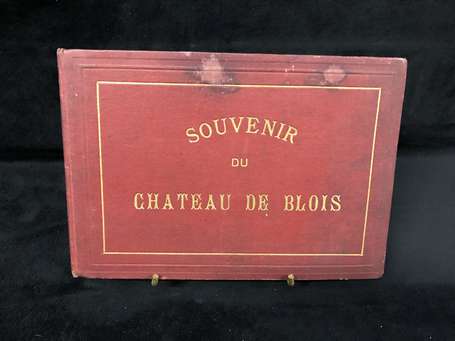 SOUVENIR
DU
CHATEAU DE BLOIS